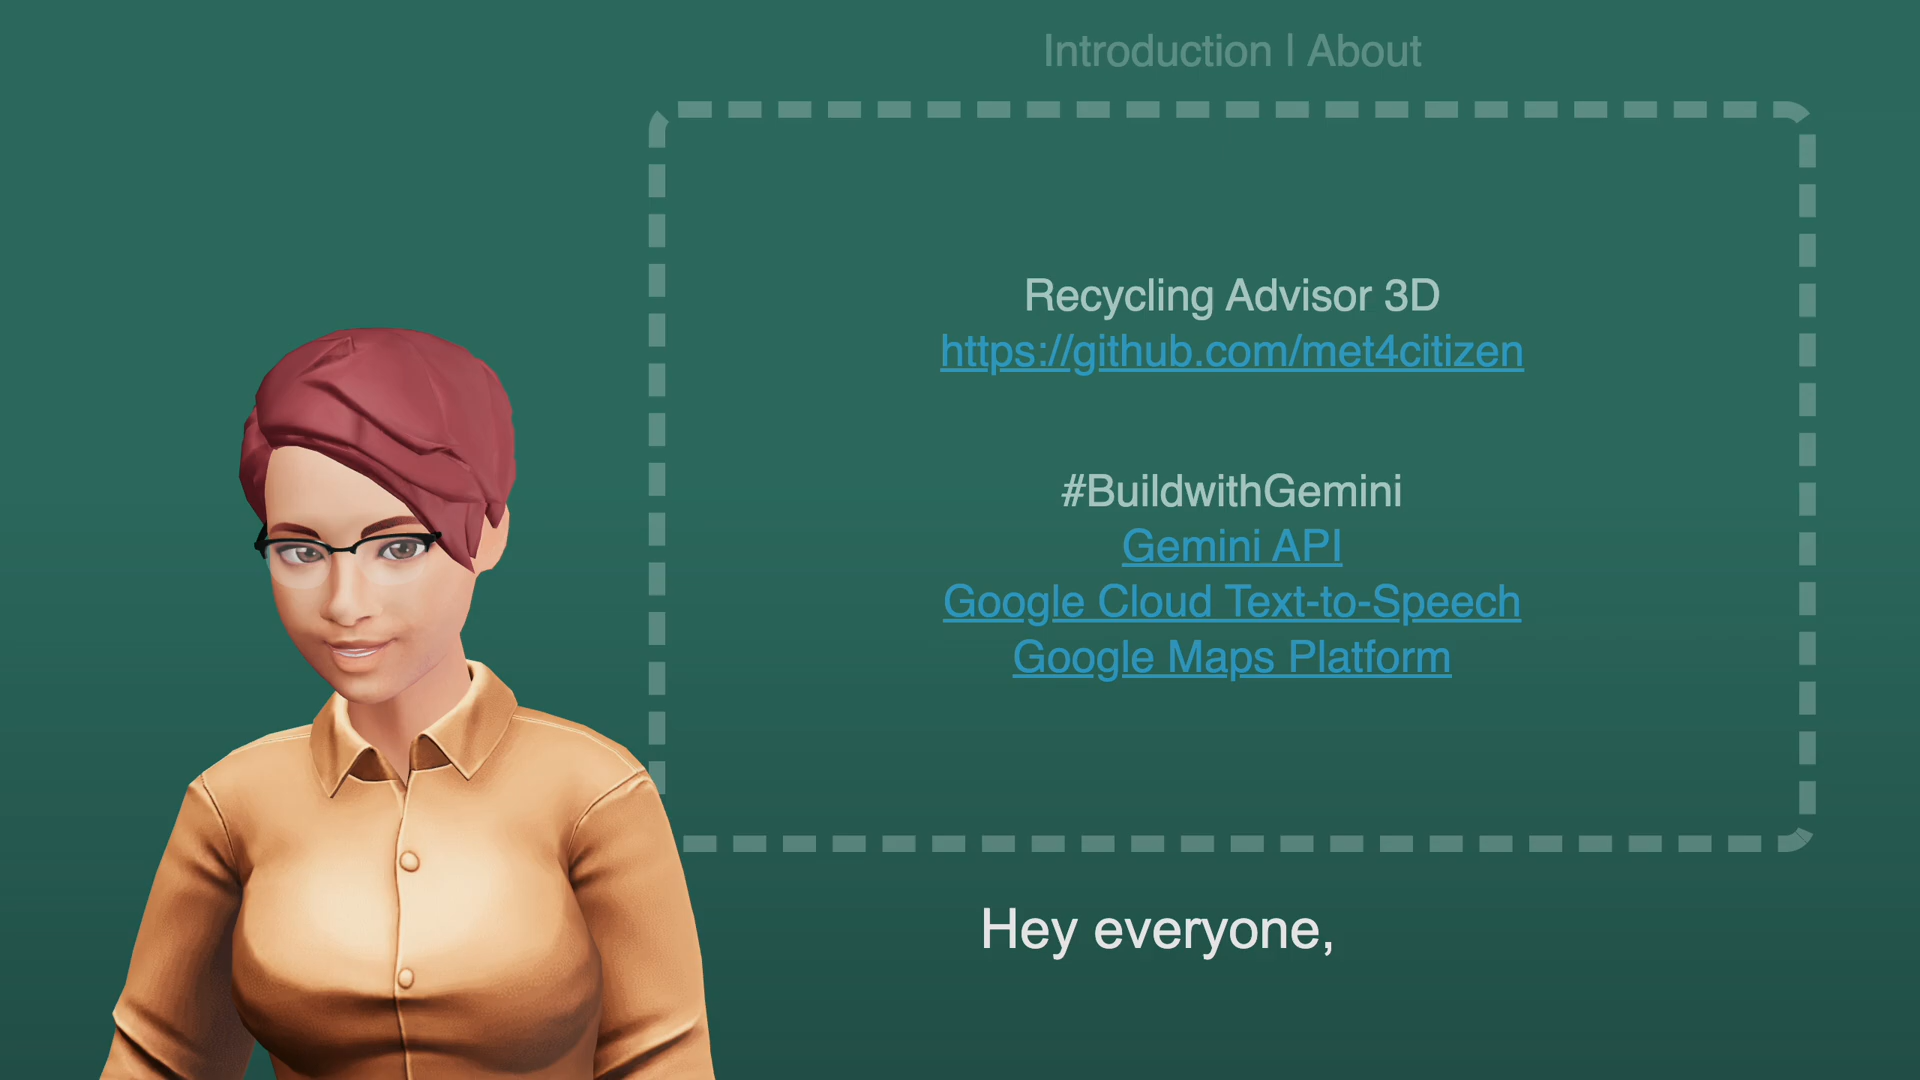 Introduction | About
Recycling Advisor 3D
https://github.com/met4citizen
#BuildwithGemini
Gemini API
Google Cloud Text-to-Speech
Google Maps Platform
Hey everyone,